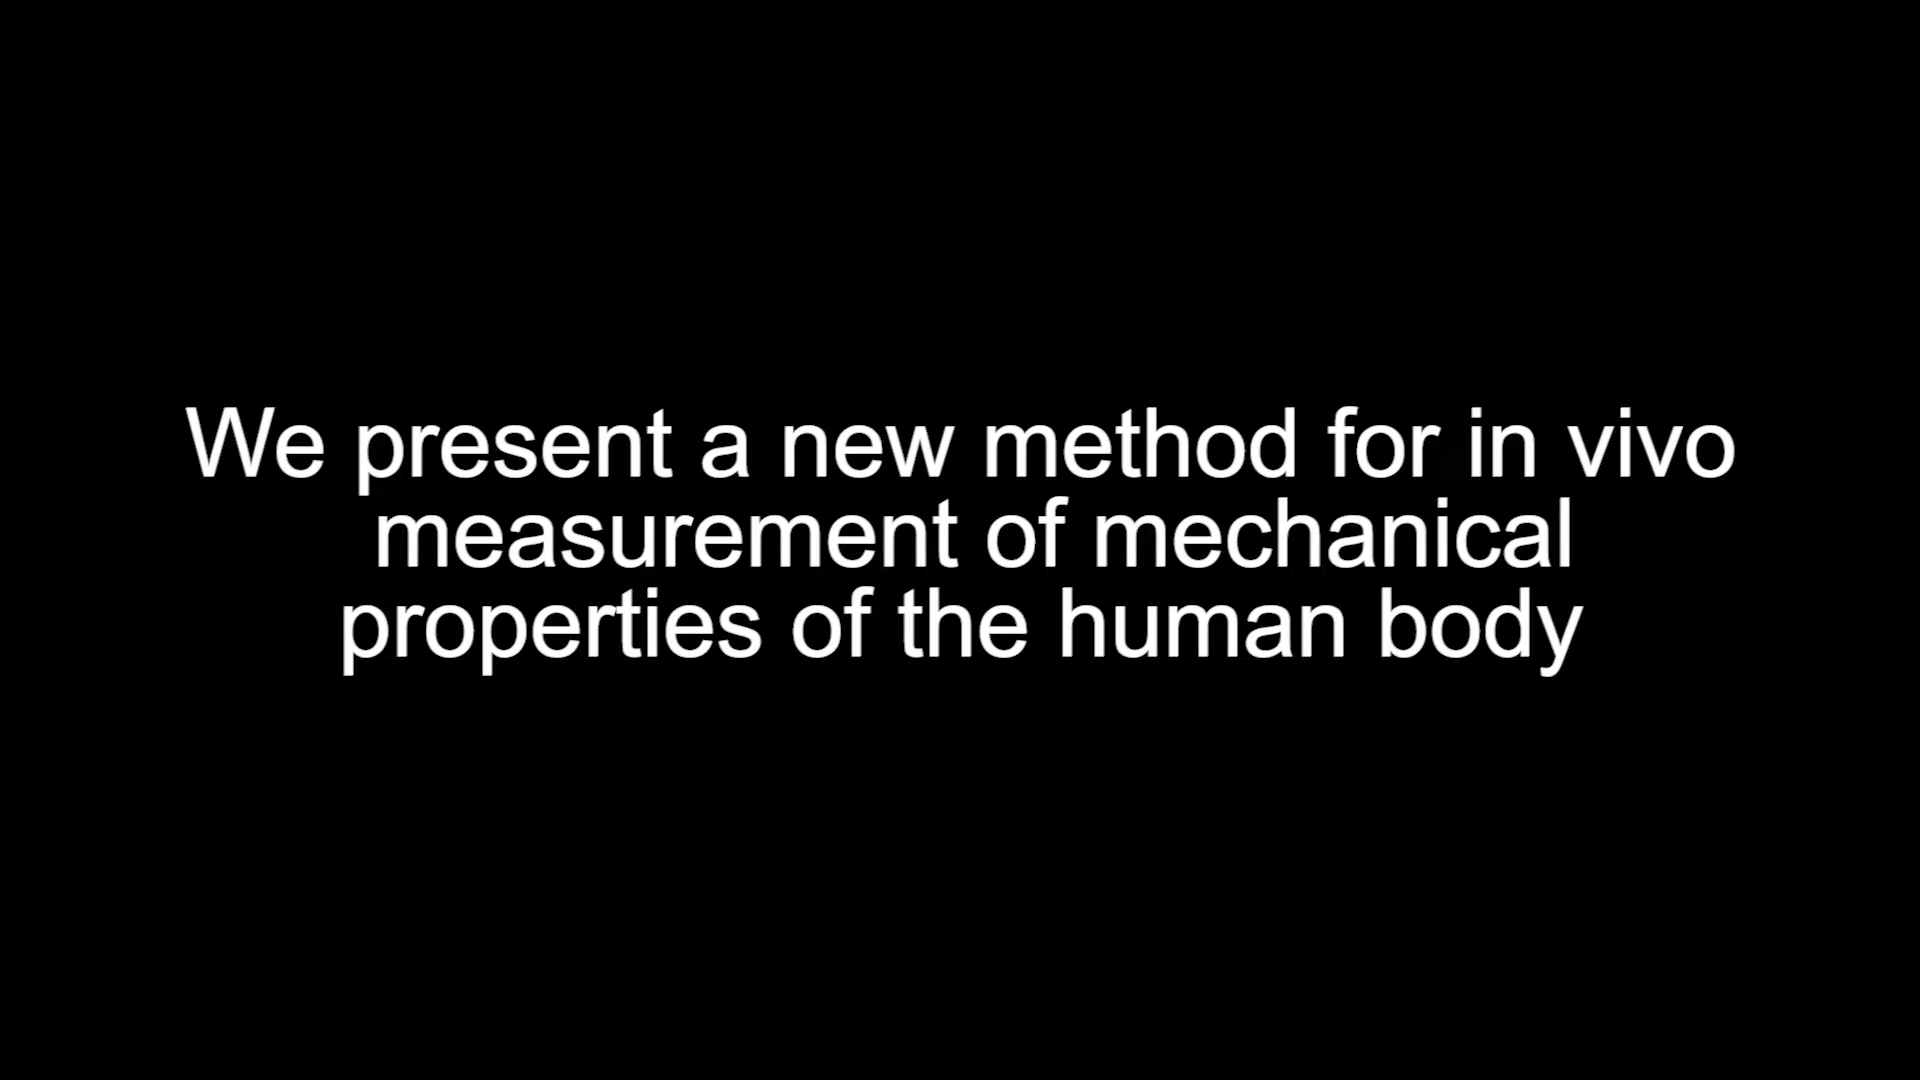 We present a new method for in vivo
measurement of mechanical
properties of the human body